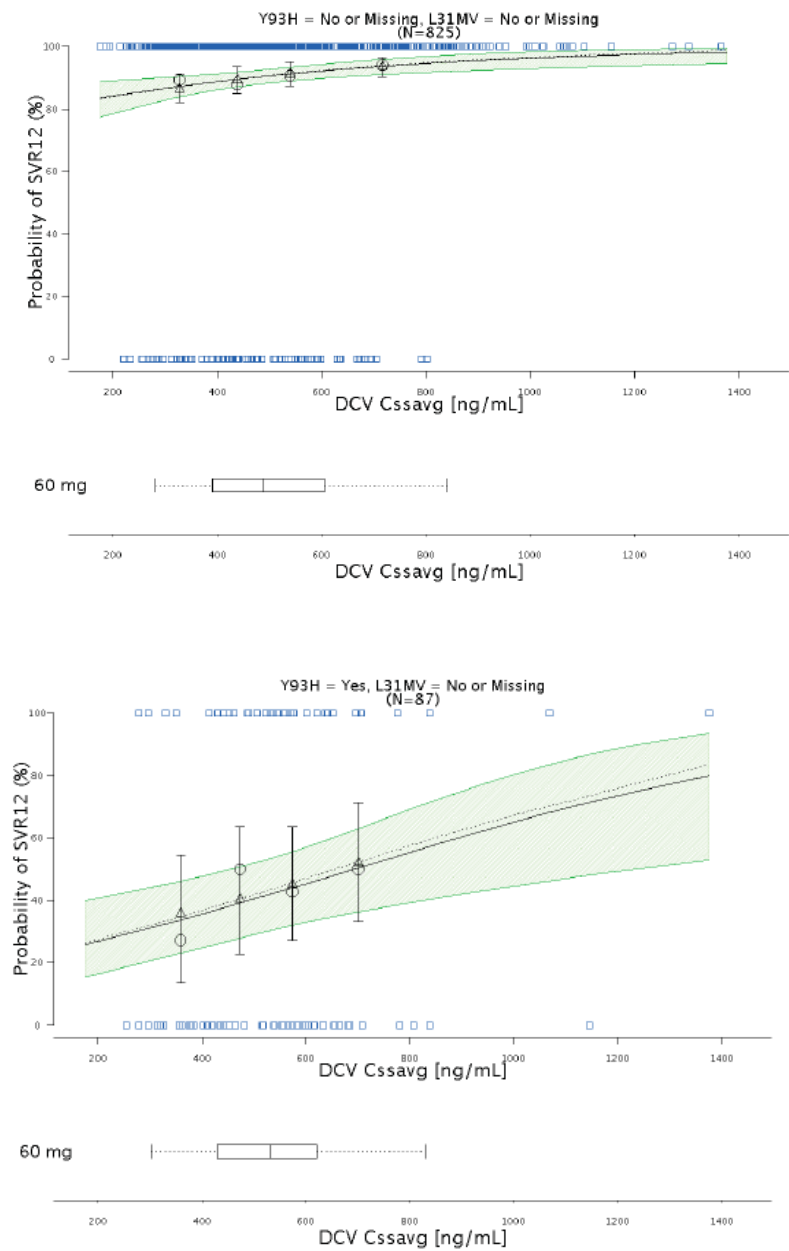 Y93H = No or Missing, L31MV = No or Missing
(N=825)
Probability of SVR12 (%)
100
80
60
40
20
0
200 400 600 800 1000 1200 1400
DCV Cssavg [ng/mL]
60 mg
200 400 600 800 1000 1200 1400
DCV Cssavg [ng/mL]
Y93H = Yes, L31MV = No or Missing
(N=87)
Probability of SVR12 (%)
100
80
60
40
20
0
200 400 600 800 1000 1200 1400
DCV Cssavg [ng/mL]
60 mg
200 400 600 800 1000 1200 1400
DCV Cssavg [ng/mL]